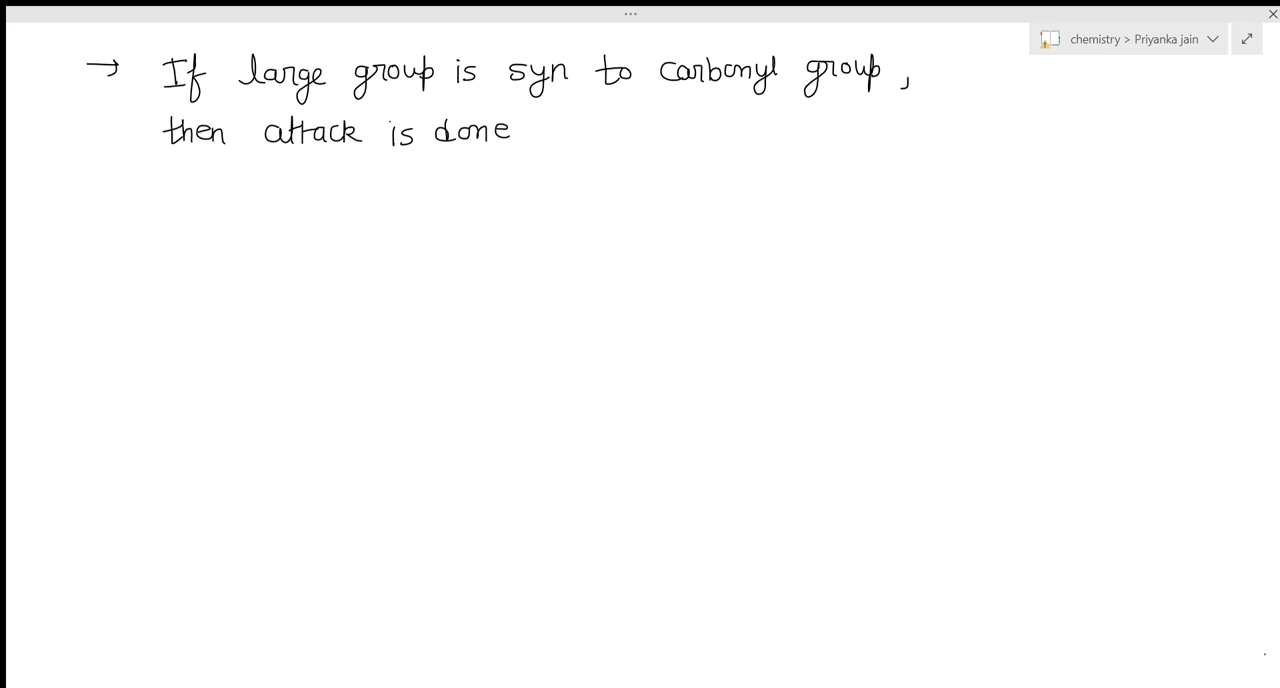 chemistry > Priyanka jain
→ If large group is syn to carbonyl group,
then attack is done